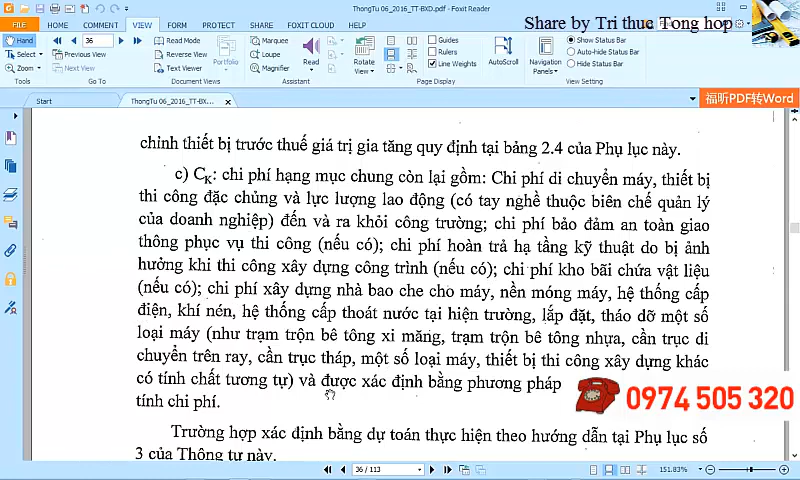 ThongTu 06_2016_TT-BXD.pdf - Foxit Reader
Share by Tri thuc Tong hop
FILE HOME COMMENT VIEW FORM PROTECT SHARE FOXIT CLOUD HELP
Hand 36 Read Mode Marquee Guides Show Status Bar
Select Previous View Reverse View Loupe Rulers Auto-hide Status Bar
Zoom Next View Text Viewer Portfolio Magnifier Read Rotate View Line Weights AutoScroll Navigation Panels Hide Status Bar
Tools Go To Document Views Assistant Page Display View Setting
Start ThongTu 06_2016_TT-BX... 福昕PDF转Word
chỉnh thiết bị trước thuế giá trị gia tăng quy định tại bảng 2.4 của Phụ lục này.
c) CK: chi phí hạng mục chung còn lại gồm: Chi phí di chuyển máy, thiết bị
thi công đặc chủng và lực lượng lao động (có tay nghề thuộc biên chế quản lý
của doanh nghiệp) đến và ra khỏi công trường; chi phí bảo đảm an toàn giao
thông phục vụ thi công (nếu có); chi phí hoàn trả hạ tầng kỹ thuật do bị ảnh
hưởng khi thi công xây dựng công trình (nếu có); chi phí kho bãi chứa vật liệu
(nếu có); chi phí xây dựng nhà bao che cho máy, nền móng máy, hệ thống cấp
điện, khí nén, hệ thống cấp thoát nước tại hiện trường, lắp đặt, tháo dỡ một số
loại máy (như trạm trộn bê tông xi măng, trạm trộn bê tông nhựa, cần trục di
chuyển trên ray, cần trục tháp, một số loại máy, thiết bị thi công xây dựng khác
có tính chất tương tự) và được xác định bằng phương pháp
tính chi phí.
0974 505 320
Trường hợp xác định bằng dự toán thực hiện theo hướng dẫn tại Phụ lục số
3 của Thông tư này.
36 / 113 151.83%